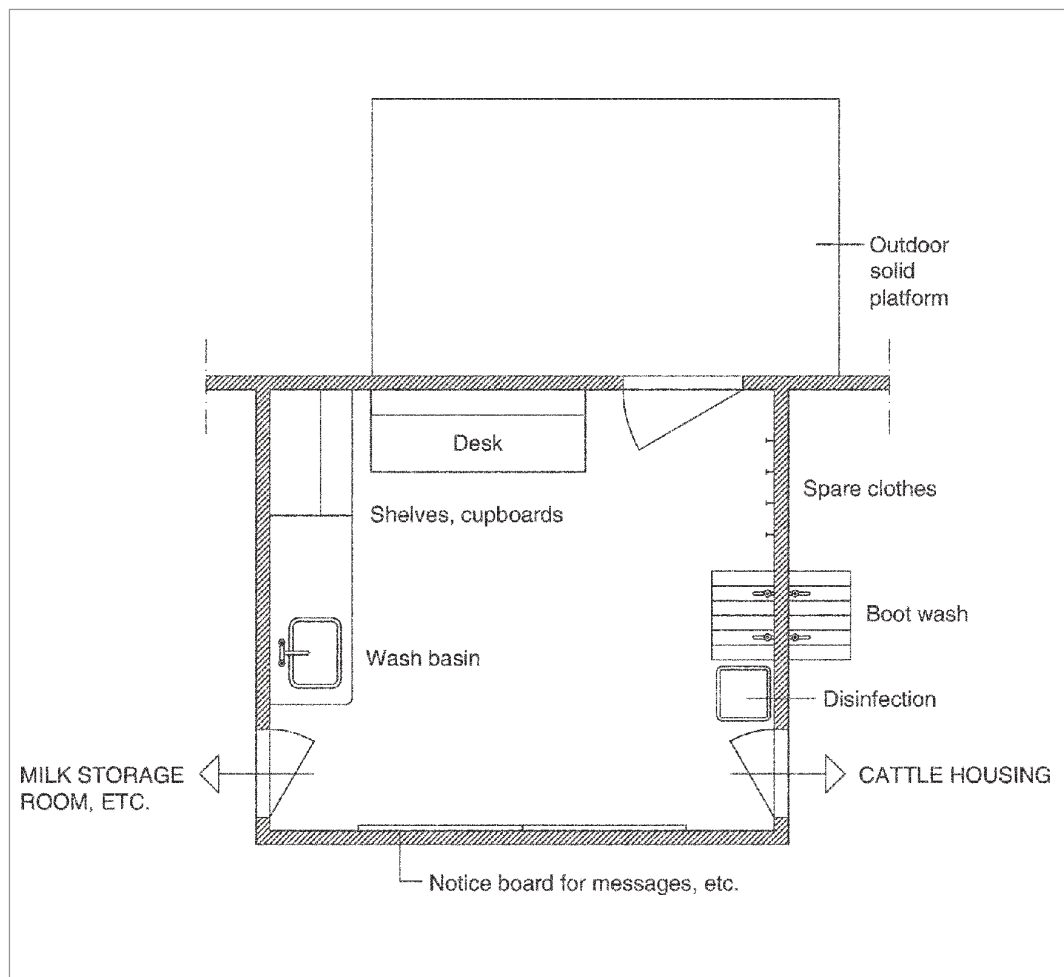 Outdoor
solid
platform
Desk
Spare clothes
Shelves, cupboards
Boot wash
Wash basin
Disinfection
MILK STORAGE
ROOM, ETC.
CATTLE HOUSING
Notice board for messages, etc.